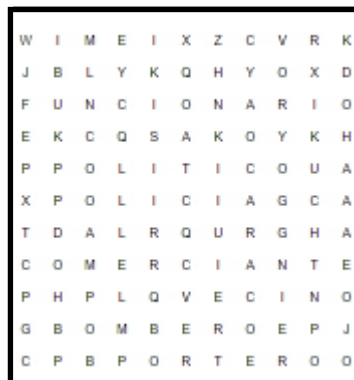 W I M E I X Z C V R K
J B L Y K Q H Y O X D
F U N C I O N A R I O
E K C Q S A K O Y K H
P P O L I T I C O U A
X P O L I C I A G C A
T D A L R Q U R G H A
C O M E R C I A N T E
P H P L Q V E C I N O
G B O M B E R O E P J
C P B P O R T E R O O